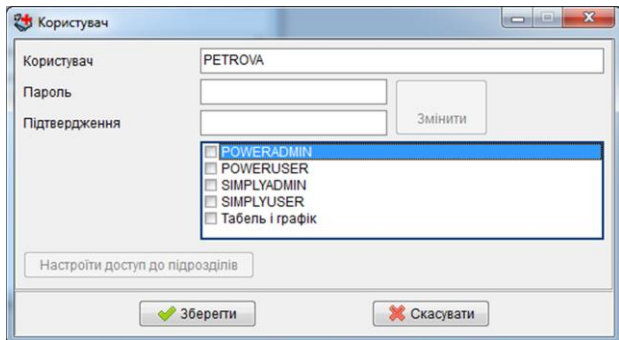 Користувач
Користувач PETROVA
Пароль
Підтвердження
Змінити
POWERADMIN
POWERUSER
SIMPLYADMIN
SIMPLYUSER
Табель і графік
Настроїти доступ до підрозділів
Зберегти Скасувати